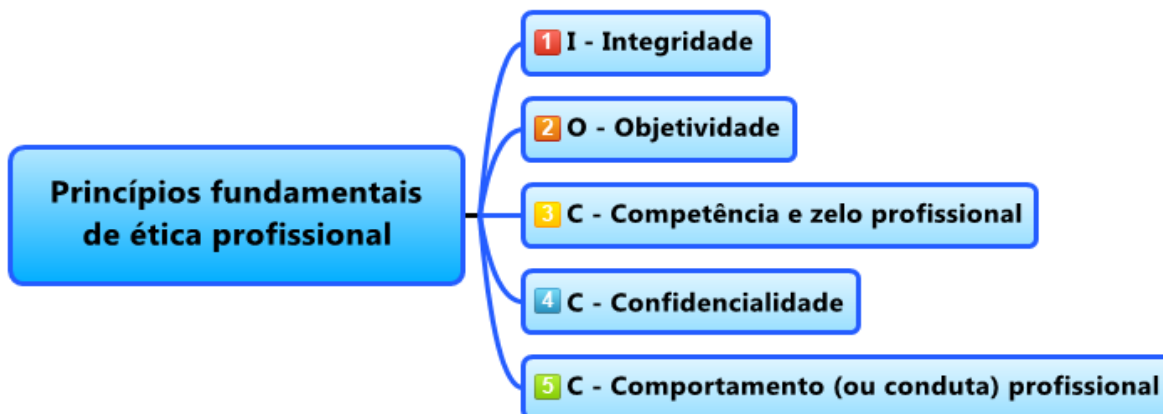 Princípios fundamentais
de ética profissional
1 I - Integridade
2 O - Objetividade
3 C - Competência e zelo profissional
4 C - Confidencialidade
5 C - Comportamento (ou conduta) profissional